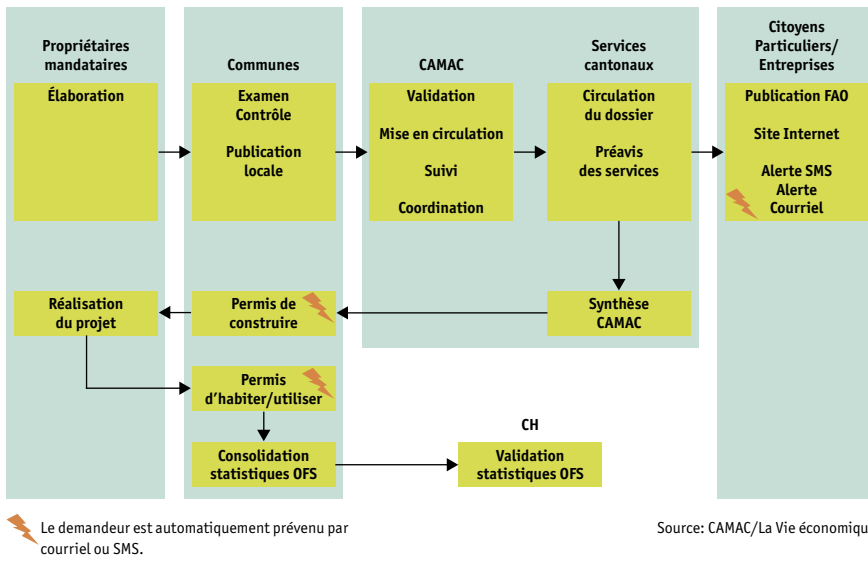 Propriétaires
mandataires
Communes
CAMAC
Services
cantonaux
Citoyens
Particuliers/
Entreprises
Élaboration
Examen
Contrôle
Publication
locale
Validation
Mise en circulation
Suivi
Coordination
Circulation
du dossier
Préavis
des services
Publication FAO
Site Internet
Alerte SMS
Alerte
Courriel
Réalisation
du projet
Permis de
construire
Synthèse
CAMAC
Permis
d'habiter/utiliser
CH
Consolidation
statistiques OFS
Validation
statistiques OFS
Le demandeur est automatiquement prévenu par
courriel ou SMS.
Source: CAMAC/La Vie économiqu